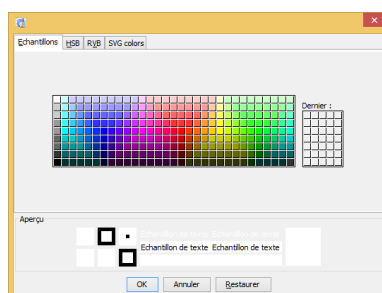 Echantillons HSB RVB SVG colors
Dernier :
Aperçu
Echantillon de texte Echantillon de texte
Echantillon de texte Echantillon de texte
OK Annuler Restaurer